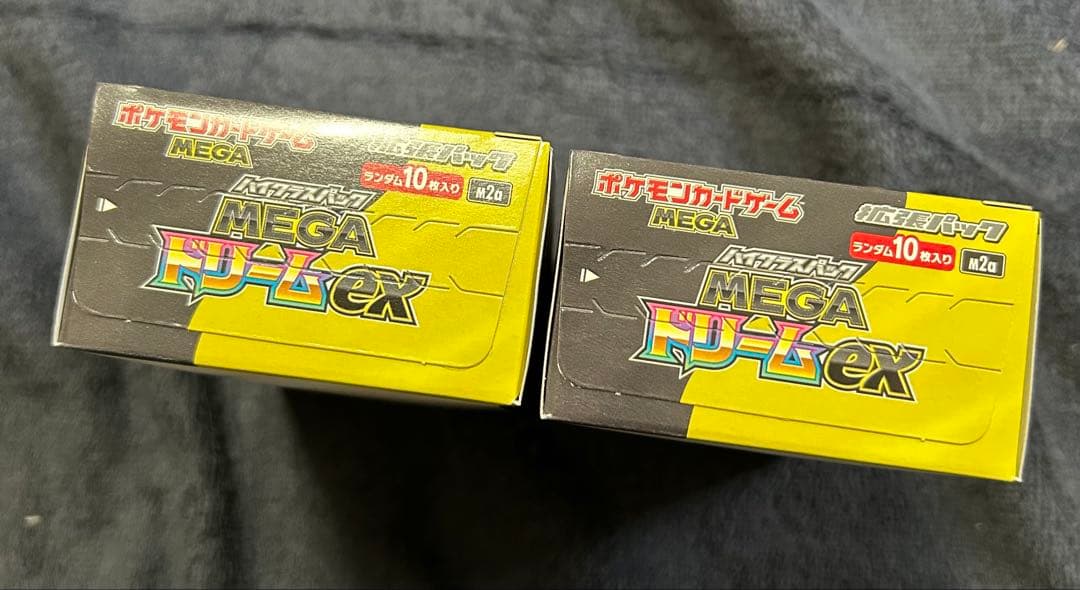 ポケモンカードゲーム
MEGA
拡張パック
ランダム10枚入り
M2a
ハイクラスパック
MEGA
ドリームex
ポケモンカードゲーム
MEGA
拡張パック
ランダム10枚入り
M2a
ハイクラスパック
MEGA
ドリームex